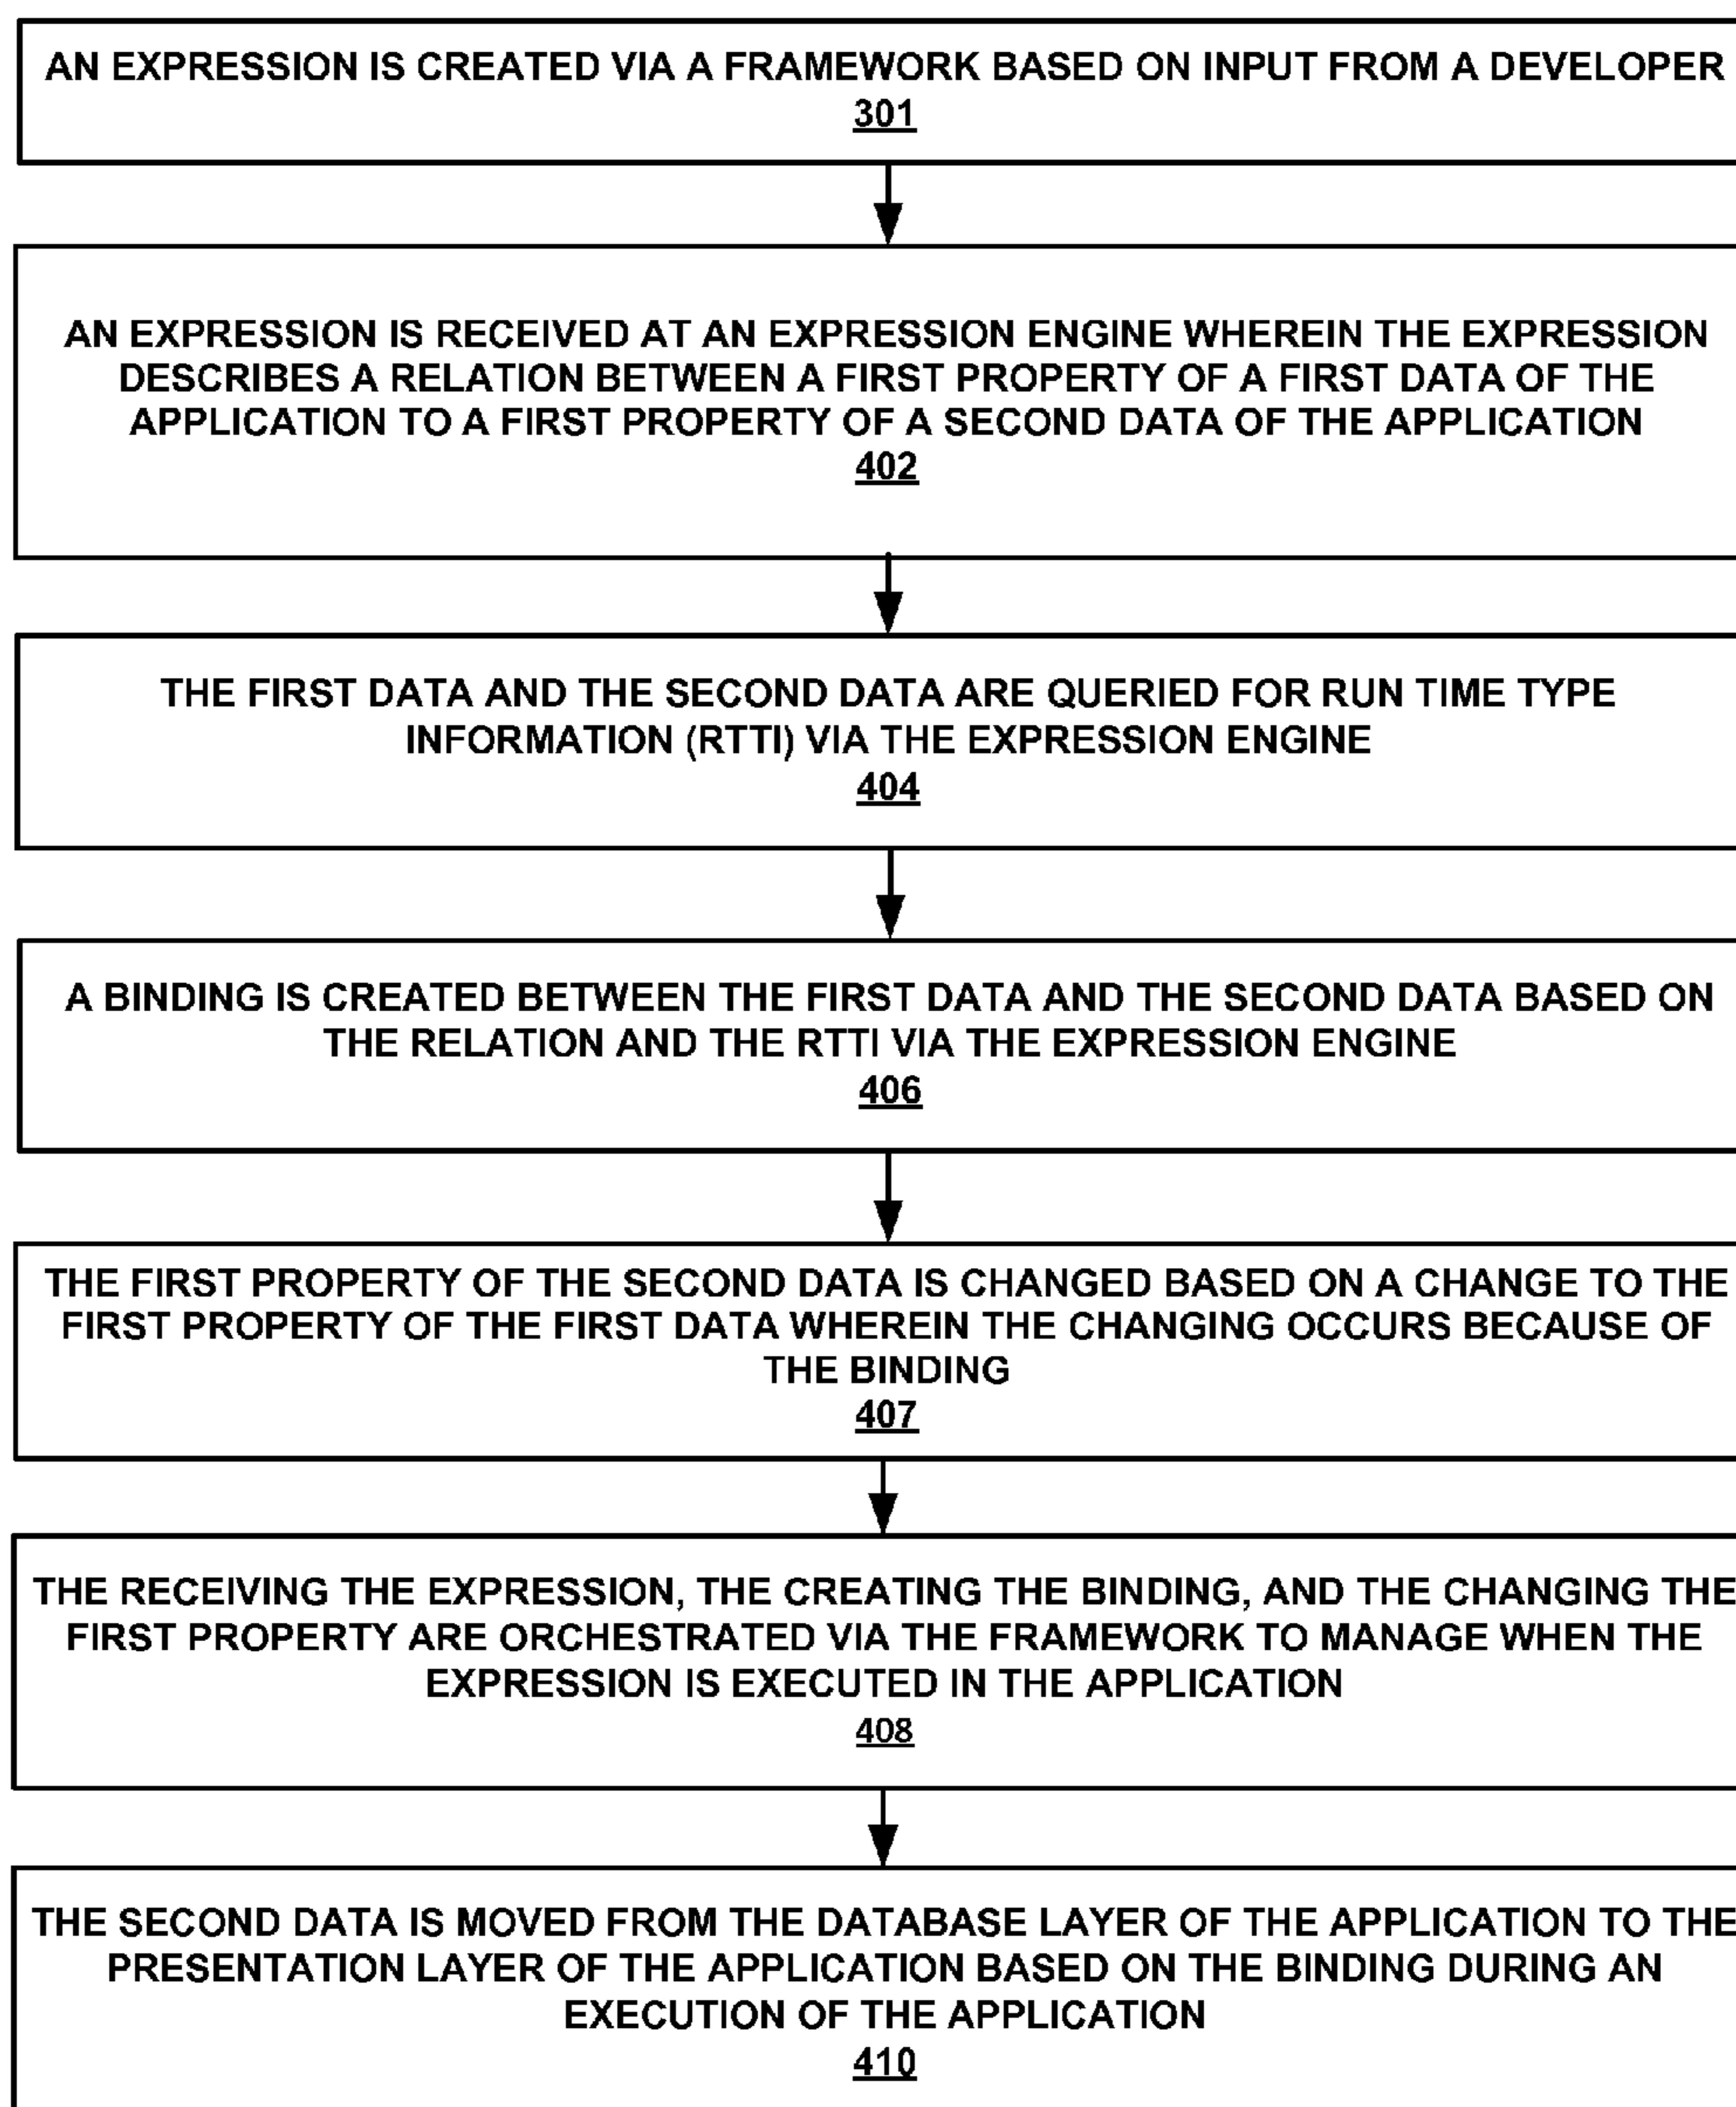 AN EXPRESSION IS CREATED VIA A FRAMEWORK BASED ON INPUT FROM A DEVELOPER
301
AN EXPRESSION IS RECEIVED AT AN EXPRESSION ENGINE WHEREIN THE EXPRESSION
DESCRIBES A RELATION BETWEEN A FIRST PROPERTY OF A FIRST DATA OF THE
APPLICATION TO A FIRST PROPERTY OF A SECOND DATA OF THE APPLICATION
402
THE FIRST DATA AND THE SECOND DATA ARE QUERIED FOR RUN TIME TYPE
INFORMATION (RTTI) VIA THE EXPRESSION ENGINE
404
A BINDING IS CREATED BETWEEN THE FIRST DATA AND THE SECOND DATA BASED ON
THE RELATION AND THE RTTI VIA THE EXPRESSION ENGINE
406
THE FIRST PROPERTY OF THE SECOND DATA IS CHANGED BASED ON A CHANGE TO THE
FIRST PROPERTY OF THE FIRST DATA WHEREIN THE CHANGING OCCURS BECAUSE OF
THE BINDING
407
THE RECEIVING THE EXPRESSION, THE CREATING THE BINDING, AND THE CHANGING THE
FIRST PROPERTY ARE ORCHESTRATED VIA THE FRAMEWORK TO MANAGE WHEN THE
EXPRESSION IS EXECUTED IN THE APPLICATION
408
THE SECOND DATA IS MOVED FROM THE DATABASE LAYER OF THE APPLICATION TO THE
PRESENTATION LAYER OF THE APPLICATION BASED ON THE BINDING DURING AN
EXECUTION OF THE APPLICATION
410